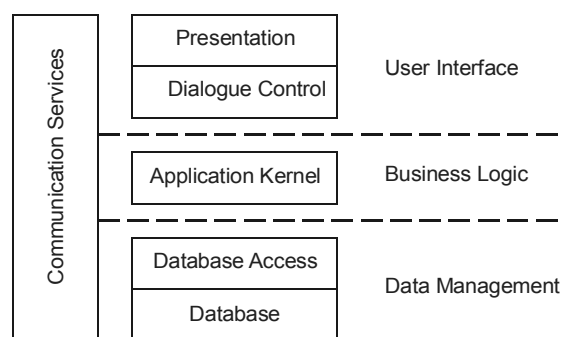 Communication Services
Presentation
Dialogue Control
User Interface
Application Kernel
Business Logic
Database Access
Database
Data Management